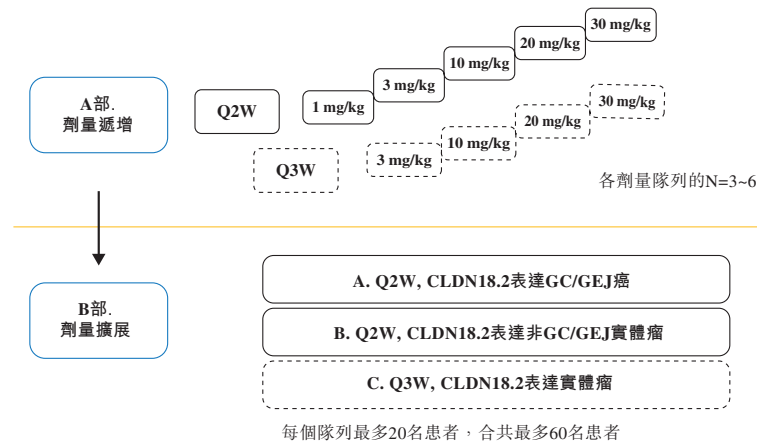 30 mg/kg
20 mg/kg
10 mg/kg
3 mg/kg
1 mg/kg
A部.
劑量遞增
Q2W
30 mg/kg
20 mg/kg
10 mg/kg
3 mg/kg
Q3W
各劑量隊列的N=3~6
A. Q2W, CLDN18.2表達GC/GEJ癌
B部.
劑量擴展
B. Q2W, CLDN18.2表達非GC/GEJ實體瘤
C. Q3W, CLDN18.2表達實體瘤
每個隊列最多20名患者，合共最多60名患者